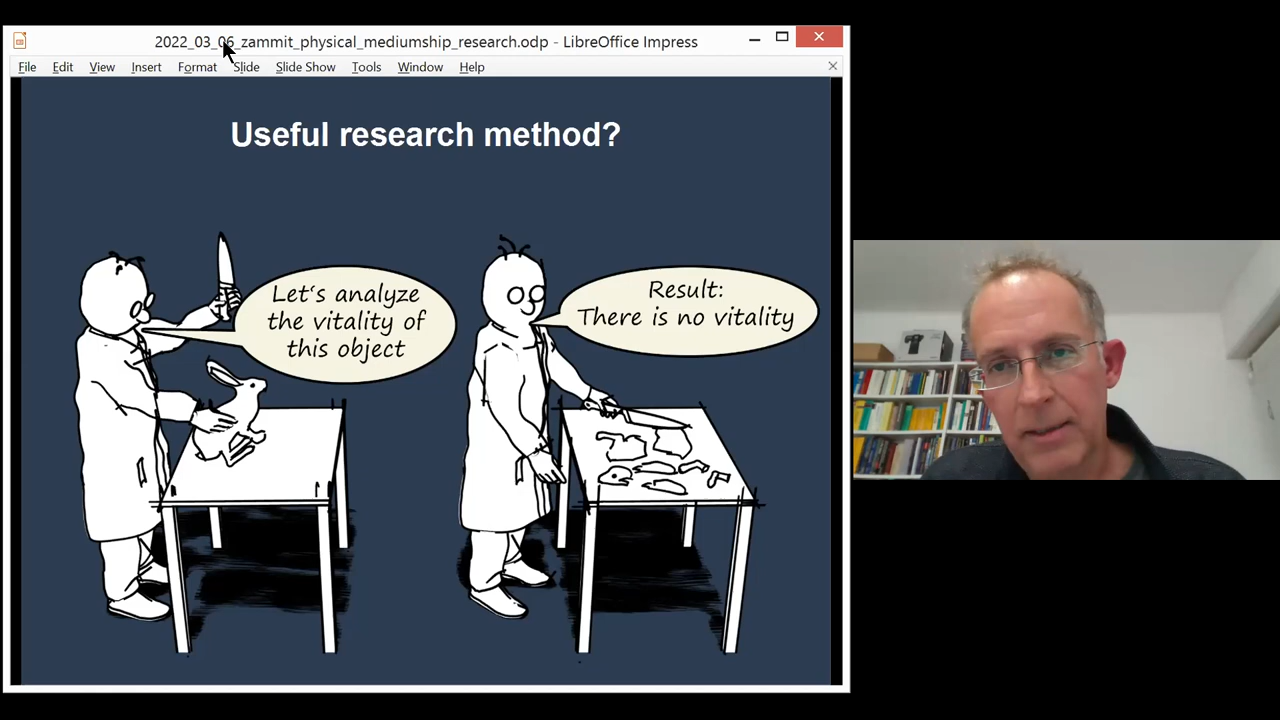 2022_03_06_zammit_physical_mediumship_research.odp - LibreOffice Impress
File Edit View Insert Format Slide Slide Show Tools Window Help
Useful research method?
Let's analyze
the vitality of
this object
Result:
There is no vitality